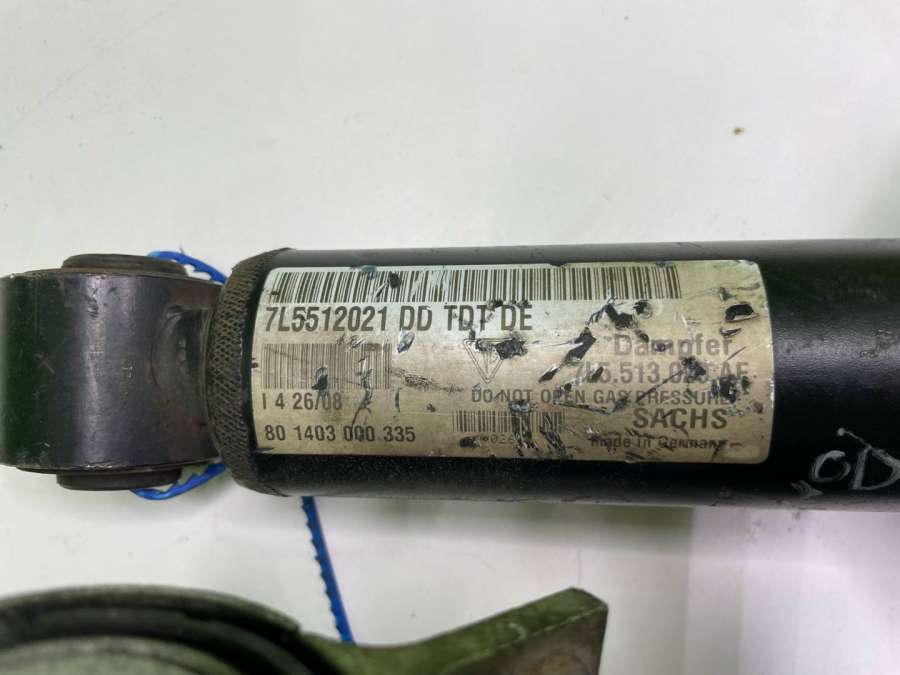 7L5512021 DD TDT DE
Dämpfer
DO NOT OPEN GAS PRESSURE
I 4 26/08
SACHS
80 1403 000 335
Made in Germany